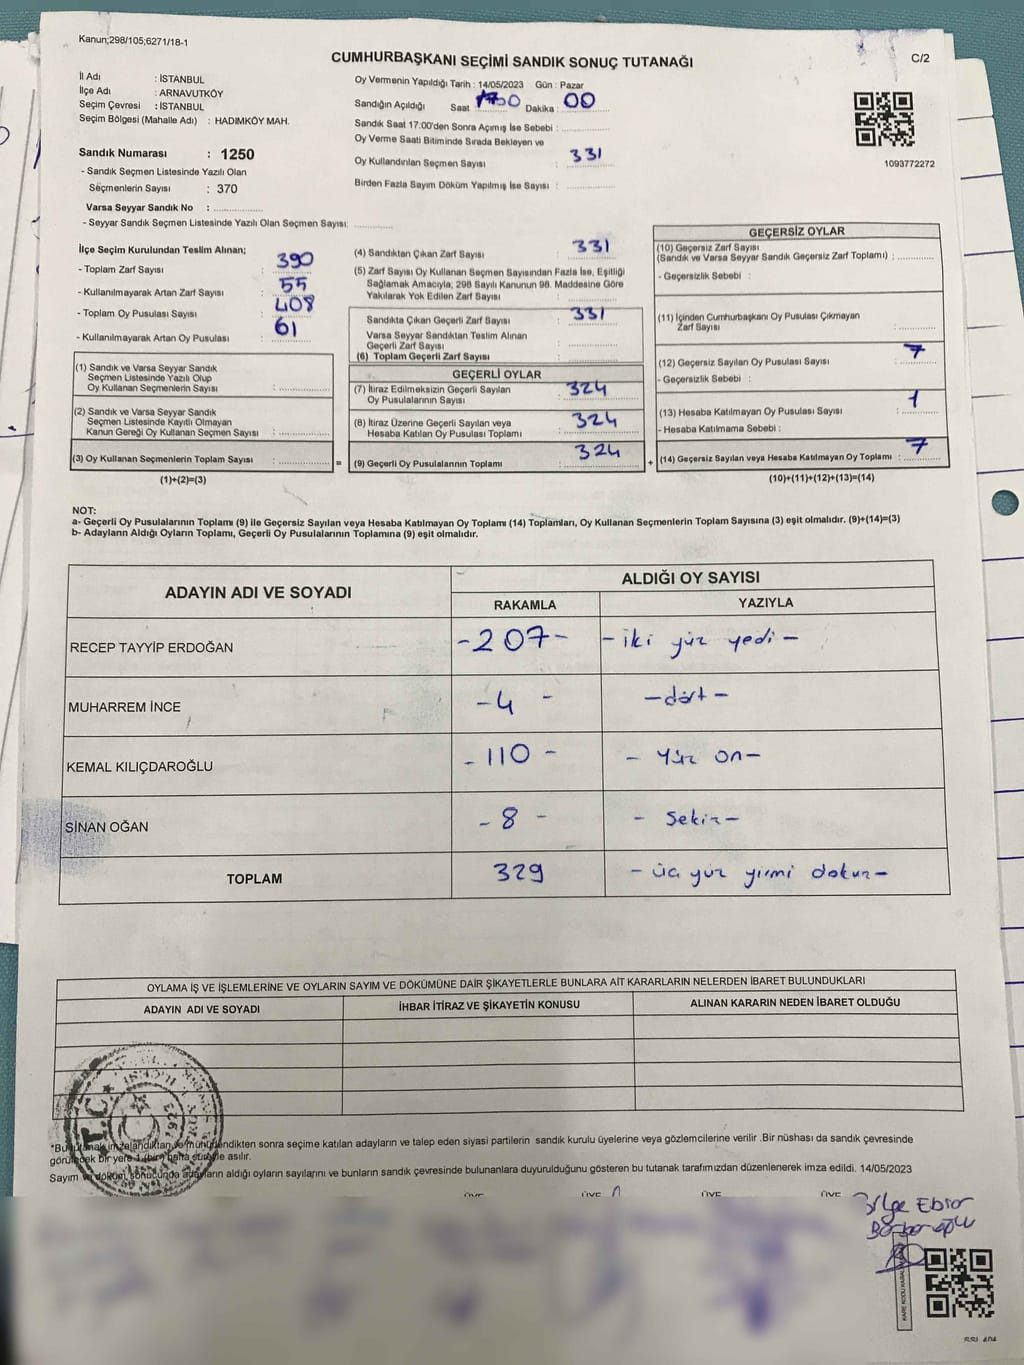 Kanun;298/105;6271/18-1
CUMHURBAŞKANI SEÇİMİ SANDIK SONUÇ TUTANAĞI
C/2
İl Adı : İSTANBUL
İlçe Adı : ARNAVUTKÖY
Seçim Çevresi : İSTANBUL
Seçim Bölgesi (Mahalle Adı) : HADIMKÖY MAH.
Sandık Numarası : 1250
- Sandık Seçmen Listesinde Yazılı Olan
Seçmenlerin Sayısı : 370
Varsa Seyyar Sandık No :
- Seyyar Sandık Seçmen Listesinde Yazılı Olan Seçmen Sayısı:
Oy Vermenin Yapıldığı Tarih : 14/05/2023 Gün : Pazar
Sandığın Açıldığı Saat : Dakika : 00
Sandık Saat 17:00'den Sonra Açımış İse Sebebi :
Oy Verme Saati Bitiminde Sırada Bekleyen ve
Oy Kullandırılan Seçmen Sayısı : 331
Birden Fazla Sayım Döküm Yapılmış İse Sayısı :
1093772272
İlçe Seçim Kurulundan Teslim Alınan;
- Toplam Zarf Sayısı : 390
- Kullanılmayarak Artan Zarf Sayısı : 55
- Toplam Oy Pusulası Sayısı : 408
- Kullanılmayarak Artan Oy Pusulası : 61
(1) Sandık ve Varsa Seyyar Sandık
Seçmen Listesinde Yazılı Olup
Oy Kullanan Seçmenlerin Sayısı :
(2) Sandık ve Varsa Seyyar Sandık
Seçmen Listesinde Kayıtlı Olmayan
Kanun Gereği Oy Kullanan Seçmen Sayısı :
(3) Oy Kullanan Seçmenlerin Toplam Sayısı :
(1)+(2)=(3)
(4) Sandıktan Çıkan Zarf Sayısı : 331
(5) Zarf Sayısı Oy Kullanan Seçmen Sayısından Fazla İse, Eşitliği
Sağlamak Amacıyla, 298 Sayılı Kanunun 98. Maddesine Göre
Yakılarak Yok Edilen Zarf Sayısı :
Sandıkta Çıkan Geçerli Zarf Sayısı : 331
Varsa Seyyar Sandıktan Teslim Alınan
Geçerli Zarf Sayısı :
(6) Toplam Geçerli Zarf Sayısı :
GEÇERLİ OYLAR
(7) İtiraz Edilmeksizin Geçerli Sayılan
Oy Pusulalarının Sayısı : 324
(8) İtiraz Üzerine Geçerli Sayılan veya
Hesaba Katılan Oy Pusulası Toplamı : 324
(9) Geçerli Oy Pusulalarının Toplamı : 324
=
+
GEÇERSİZ OYLAR
(10) Geçersiz Zarf Sayısı
(Sandık ve Varsa Seyyar Sandık Geçersiz Zarf Toplamı) :
- Geçersizlik Sebebi :
(11) İçinden Cumhurbaşkanı Oy Pusulası Çıkmayan
Zarf Sayısı :
(12) Geçersiz Sayılan Oy Pusulası Sayısı : 7
- Geçersizlik Sebebi :
(13) Hesaba Katılmayan Oy Pusulası Sayısı : 1
- Hesaba Katılmama Sebebi :
(14) Geçersiz Sayılan veya Hesaba Katılmayan Oy Toplamı : 7
(10)+(11)+(12)+(13)=(14)
NOT:
a- Geçerli Oy Pusulalarının Toplamı (9) ile Geçersiz Sayılan veya Hesaba Katılmayan Oy Toplamı (14) Toplamları, Oy Kullanan Seçmenlerin Toplam Sayısına (3) eşit olmalıdır. (9)+(14)=(3)
b- Adayların Aldığı Oyların Toplamı, Geçerli Oy Pusulalarının Toplamına (9) eşit olmalıdır.
ADAYIN ADI VE SOYADI ALDIĞI OY SAYISI
RAKAMLA YAZIYLA
RECEP TAYYİP ERDOĞAN -207- - iki yüz yedi -
MUHARREM İNCE -4 - -dört -
KEMAL KILIÇDAROĞLU - 110 - - Yüz on-
SİNAN OĞAN - 8 - - Sekiz-
TOPLAM 329 - üç yüz yirmi dokuz-
OYLAMA İŞ VE İŞLEMLERİNE VE OYLARIN SAYIM VE DÖKÜMÜNE DAİR ŞİKAYETLERLE BUNLARA AİT KARARLARIN NELERDEN İBARET BULUNDUKLARI
ADAYIN ADI VE SOYADI İHBAR İTİRAZ VE ŞİKAYETİN KONUSU ALINAN KARARIN NEDEN İBARET OLDUĞU
T.C.
*Bu tutanak imzalandıktan ve mühürlendikten sonra seçime katılan adayların ve talep eden siyasi partilerin sandık kurulu üyelerine veya gözlemcilerine verilir .Bir nüshası da sandık çevresinde
görülecek bir yere 1 (bir) hafta süreyle asılır.
Sayım ve döküm sonucunda adayların aldığı oyların sayılarını ve bunların sandık çevresinde bulunanlara duyurulduğunu gösteren bu tutanak tarafımızdan düzenlenerek imza edildi. 14/05/2023
ÜYE ÜYE ÜYE ÜYE
Bilge Ebrar